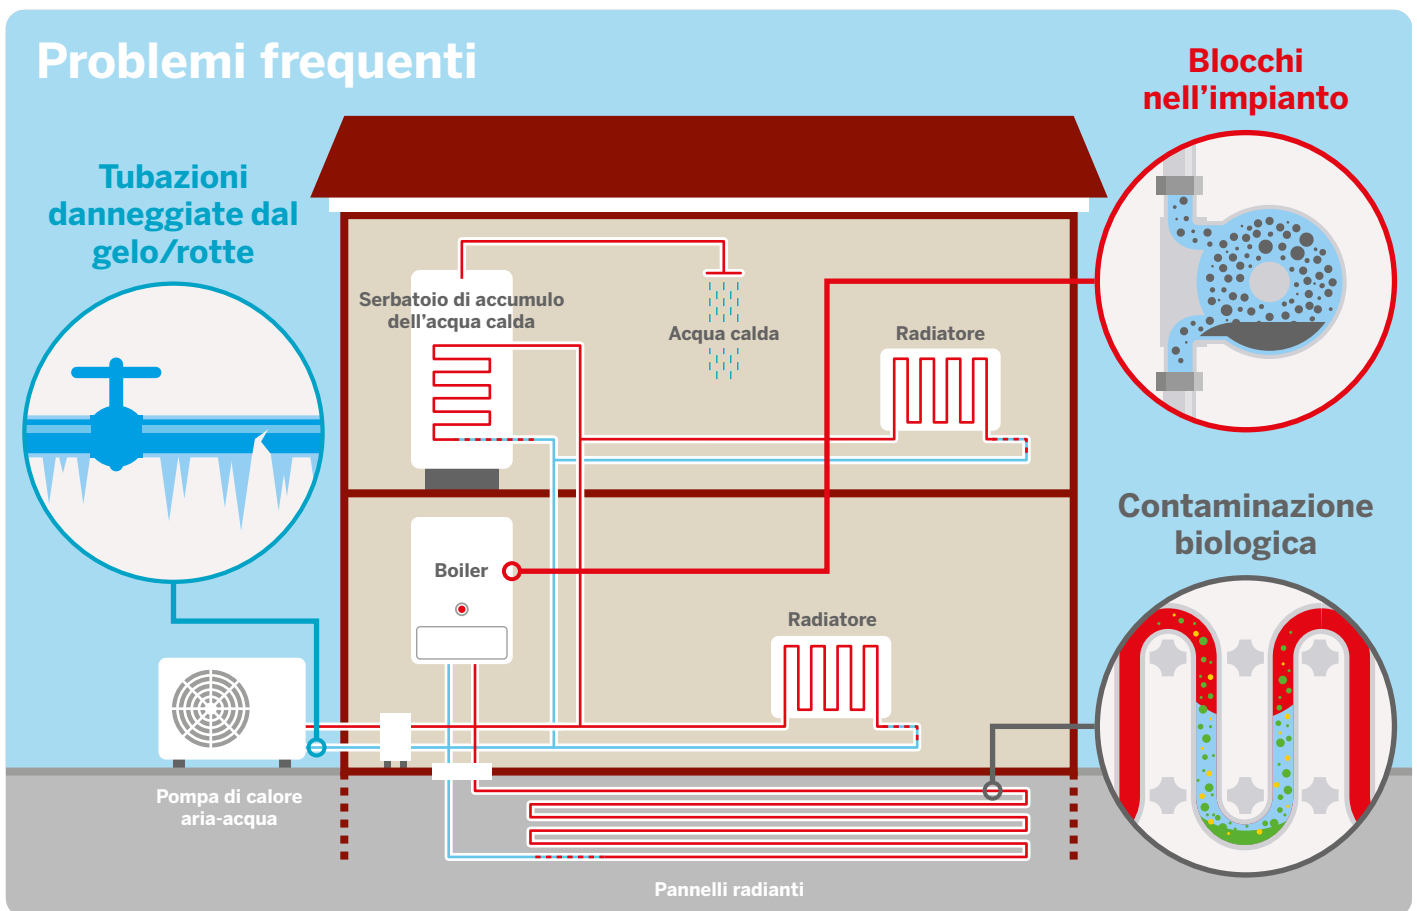 Problemi frequenti
Blocchi
nell’impianto
Tubazioni
danneggiate dal
gelo/rotte
Serbatoio di accumulo
dell’acqua calda
Acqua calda
Radiatore
Contaminazione
biologica
Boiler
Radiatore
Pompa di calore
aria-acqua
Pannelli radianti